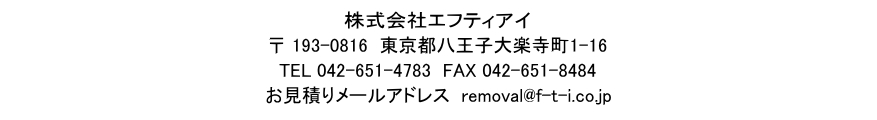 株式会社エフティアイ
〒 193-0816  東京都八王子大楽寺町1-16
TEL 042-651-4783  FAX 042-651-8484
お見積りメールアドレス  removal@f-t-i.co.jp